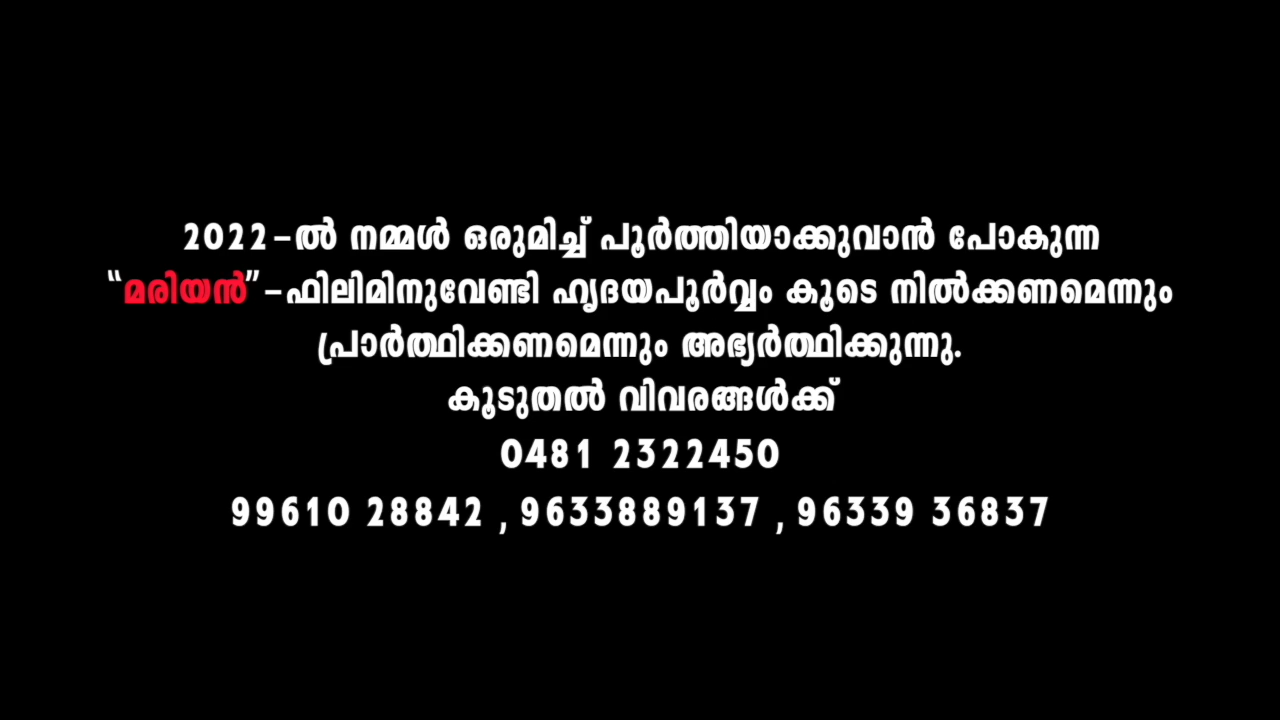 2022-ൽ നമ്മൾ ഒരുമിച്ച് പൂർത്തിയാക്കുവാൻ പോകുന്ന
“മരിയൻ”-ഫിലിമിനുവേണ്ടി ഹൃദയപൂർവ്വം കൂടെ നിൽക്കണമെന്നും
പ്രാർത്ഥിക്കണമെന്നും അഭ്യർത്ഥിക്കുന്നു.
കൂടുതൽ വിവരങ്ങൾക്ക്
0481 2322450
99610 28842 , 9633889137 , 96339 36837